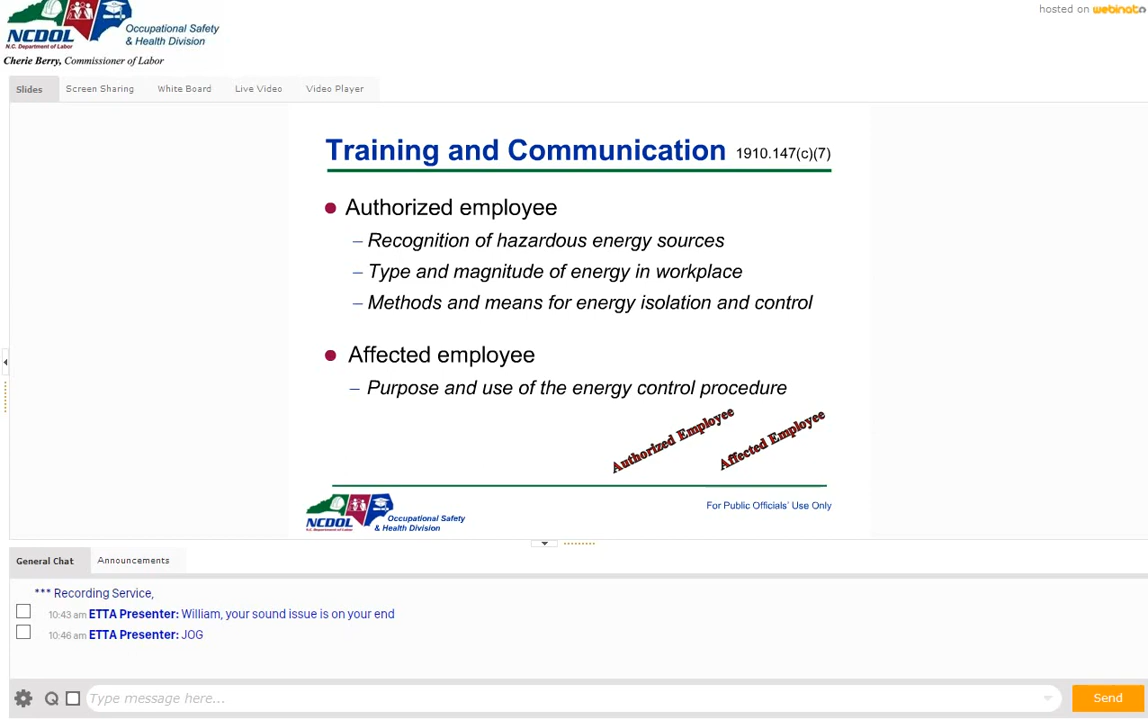 hosted on webinato
NCDOL
N.C. Department of Labor
Occupational Safety
& Health Division
Cherie Berry, Commissioner of Labor
Slides Screen Sharing White Board Live Video Video Player
Training and Communication 1910.147(c)(7)
Authorized employee
– Recognition of hazardous energy sources
– Type and magnitude of energy in workplace
– Methods and means for energy isolation and control
Affected employee
– Purpose and use of the energy control procedure
Authorized Employee
Affected Employee
NCDOL
N.C. Department of Labor
Occupational Safety
& Health Division
For Public Officials' Use Only
General Chat Announcements
*** Recording Service,
10:43 am ETTA Presenter: William, your sound issue is on your end
10:46 am ETTA Presenter: JOG
Type message here...
Send